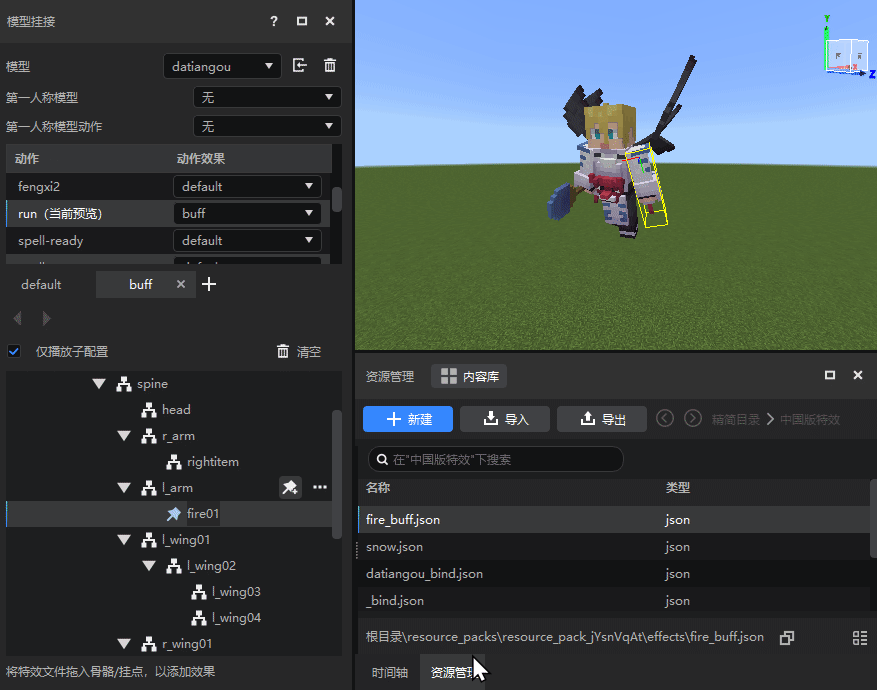 模型挂接 ?
模型 datiangou
第一人称模型 无
第一人称模型动作 无
动作 动作效果
fengxi2 default
run（当前预览） buff
spell-ready default
default buff
仅播放子配置 清空
spine
head
r_arm
rightitem
l_arm
fire01
l_wing01
l_wing02
l_wing03
l_wing04
r_wing01
将特效文件拖入骨骼/挂点，以添加效果
Y
Z
资源管理 内容库
新建 导入 导出 精简目录 中国版特效
在"中国版特效"下搜索
名称 类型
fire_buff.json json
snow.json json
datiangou_bind.json json
_bind.json json
根目录\resource_packs\resource_pack_jYsnVqAt\effects\fire_buff.json
时间轴 资源管理